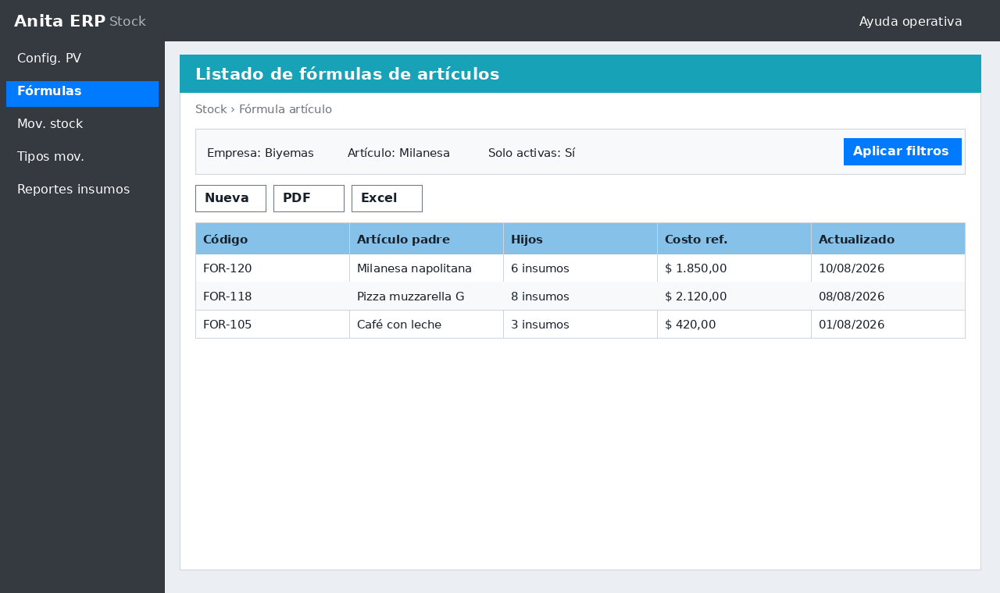 Anita ERP Stock Ayuda operativa
Config. PV
Fórmulas
Mov. stock
Tipos mov.
Reportes insumos
Listado de fórmulas de artículos
Stock › Fórmula artículo
Empresa: Biyemas Artículo: Milanesa Solo activas: Sí Aplicar filtros
Nueva PDF Excel
Código Artículo padre Hijos Costo ref. Actualizado
FOR-120 Milanesa napolitana 6 insumos $ 1.850,00 10/08/2026
FOR-118 Pizza muzzarella G 8 insumos $ 2.120,00 08/08/2026
FOR-105 Café con leche 3 insumos $ 420,00 01/08/2026